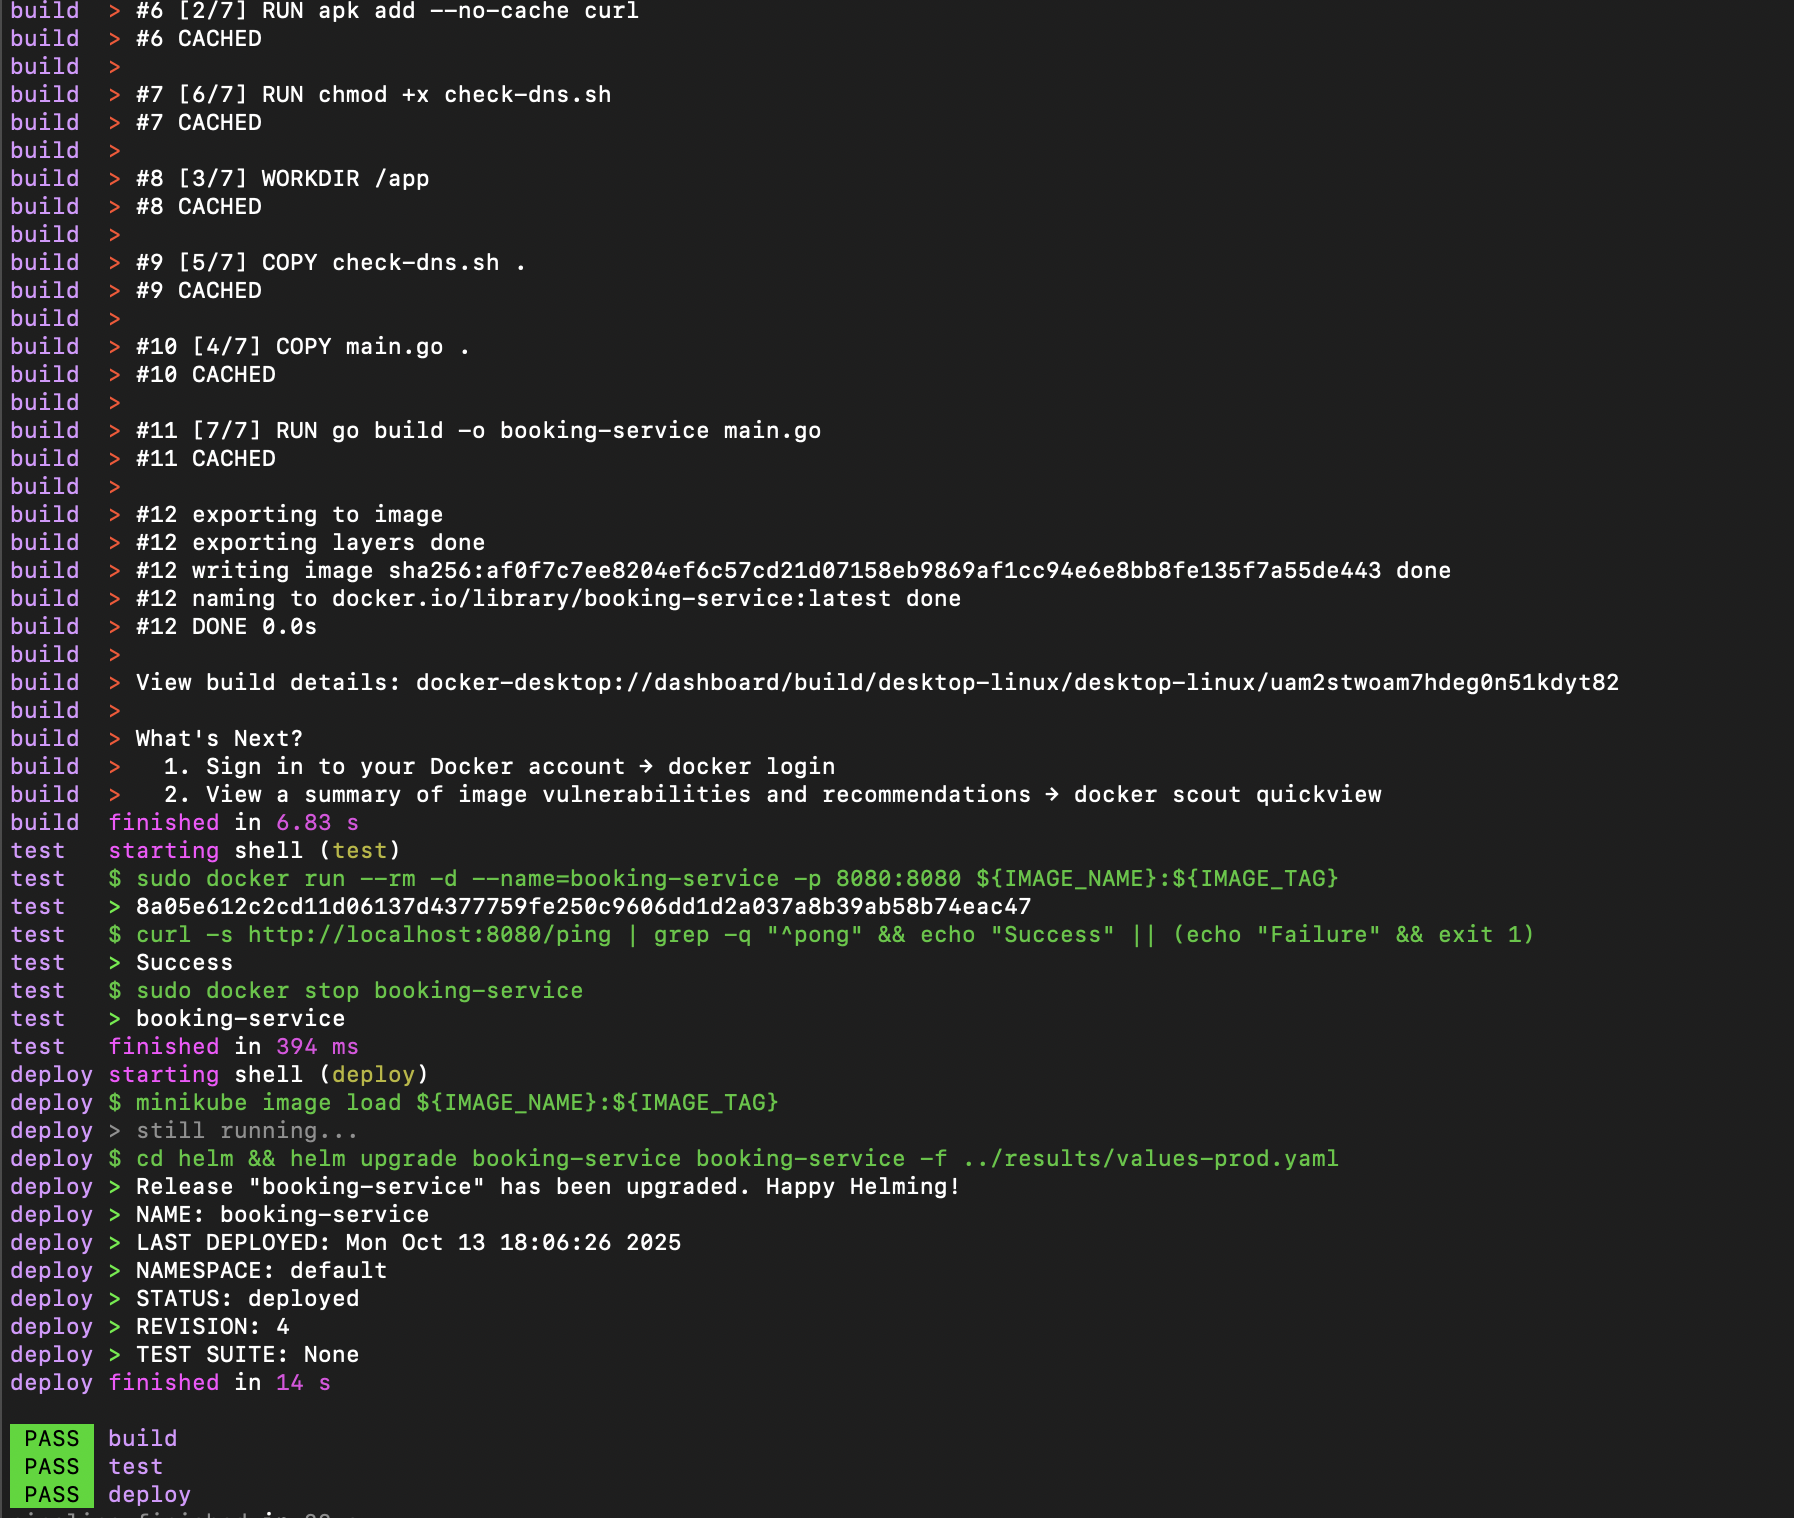 build  > #6 [2/7] RUN apk add --no-cache curl
build  > #6 CACHED
build  >
build  > #7 [6/7] RUN chmod +x check-dns.sh
build  > #7 CACHED
build  >
build  > #8 [3/7] WORKDIR /app
build  > #8 CACHED
build  >
build  > #9 [5/7] COPY check-dns.sh .
build  > #9 CACHED
build  >
build  > #10 [4/7] COPY main.go .
build  > #10 CACHED
build  >
build  > #11 [7/7] RUN go build -o booking-service main.go
build  > #11 CACHED
build  >
build  > #12 exporting to image
build  > #12 exporting layers done
build  > #12 writing image sha256:af0f7c7ee8204ef6c57cd21d07158eb9869af1cc94e6e8bb8fe135f7a55de443 done
build  > #12 naming to docker.io/library/booking-service:latest done
build  > #12 DONE 0.0s
build  >
build  > View build details: docker-desktop://dashboard/build/desktop-linux/desktop-linux/uam2stwoam7hdeg0n51kdyt82
build  >
build  > What's Next?
build  >   1. Sign in to your Docker account → docker login
build  >   2. View a summary of image vulnerabilities and recommendations → docker scout quickview
build  finished in 6.83 s
test   starting shell (test)
test   $ sudo docker run --rm -d --name=booking-service -p 8080:8080 ${IMAGE_NAME}:${IMAGE_TAG}
test   > 8a05e612c2cd11d06137d4377759fe250c9606dd1d2a037a8b39ab58b74eac47
test   $ curl -s http://localhost:8080/ping | grep -q "^pong" && echo "Success" || (echo "Failure" && exit 1)
test   > Success
test   $ sudo docker stop booking-service
test   > booking-service
test   finished in 394 ms
deploy starting shell (deploy)
deploy $ minikube image load ${IMAGE_NAME}:${IMAGE_TAG}
deploy > still running...
deploy $ cd helm && helm upgrade booking-service booking-service -f ../results/values-prod.yaml
deploy > Release "booking-service" has been upgraded. Happy Helming!
deploy > NAME: booking-service
deploy > LAST DEPLOYED: Mon Oct 13 18:06:26 2025
deploy > NAMESPACE: default
deploy > STATUS: deployed
deploy > REVISION: 4
deploy > TEST SUITE: None
deploy finished in 14 s
PASS build
PASS test
PASS deploy